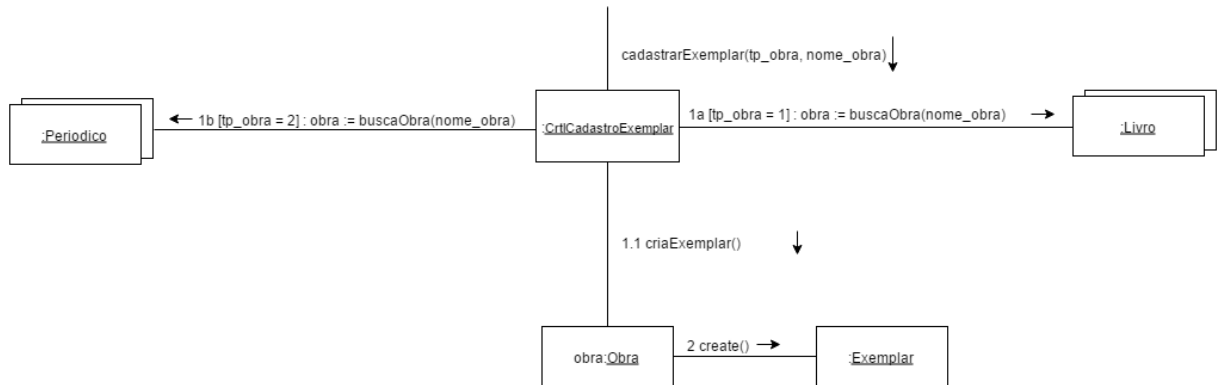 cadastrarExemplar(tp_obra, nome_obra)
:Periodico
1b [tp_obra = 2] : obra := buscaObra(nome_obra)
:CrtlCadastroExemplar
1a [tp_obra = 1] : obra := buscaObra(nome_obra)
:Livro
1.1 criaExemplar()
obra:Obra
2 create()
:Exemplar